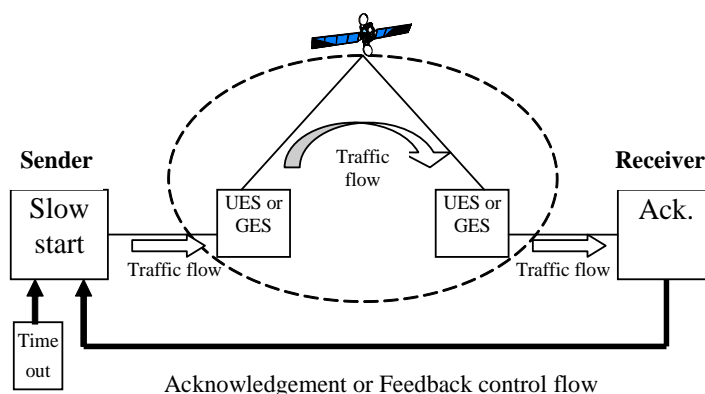 Sender
Receiver
Slow
start
UES or
GES
Traffic
flow
UES or
GES
Ack.
Traffic flow
Traffic flow
Time
out
Acknowledgement or Feedback control flow